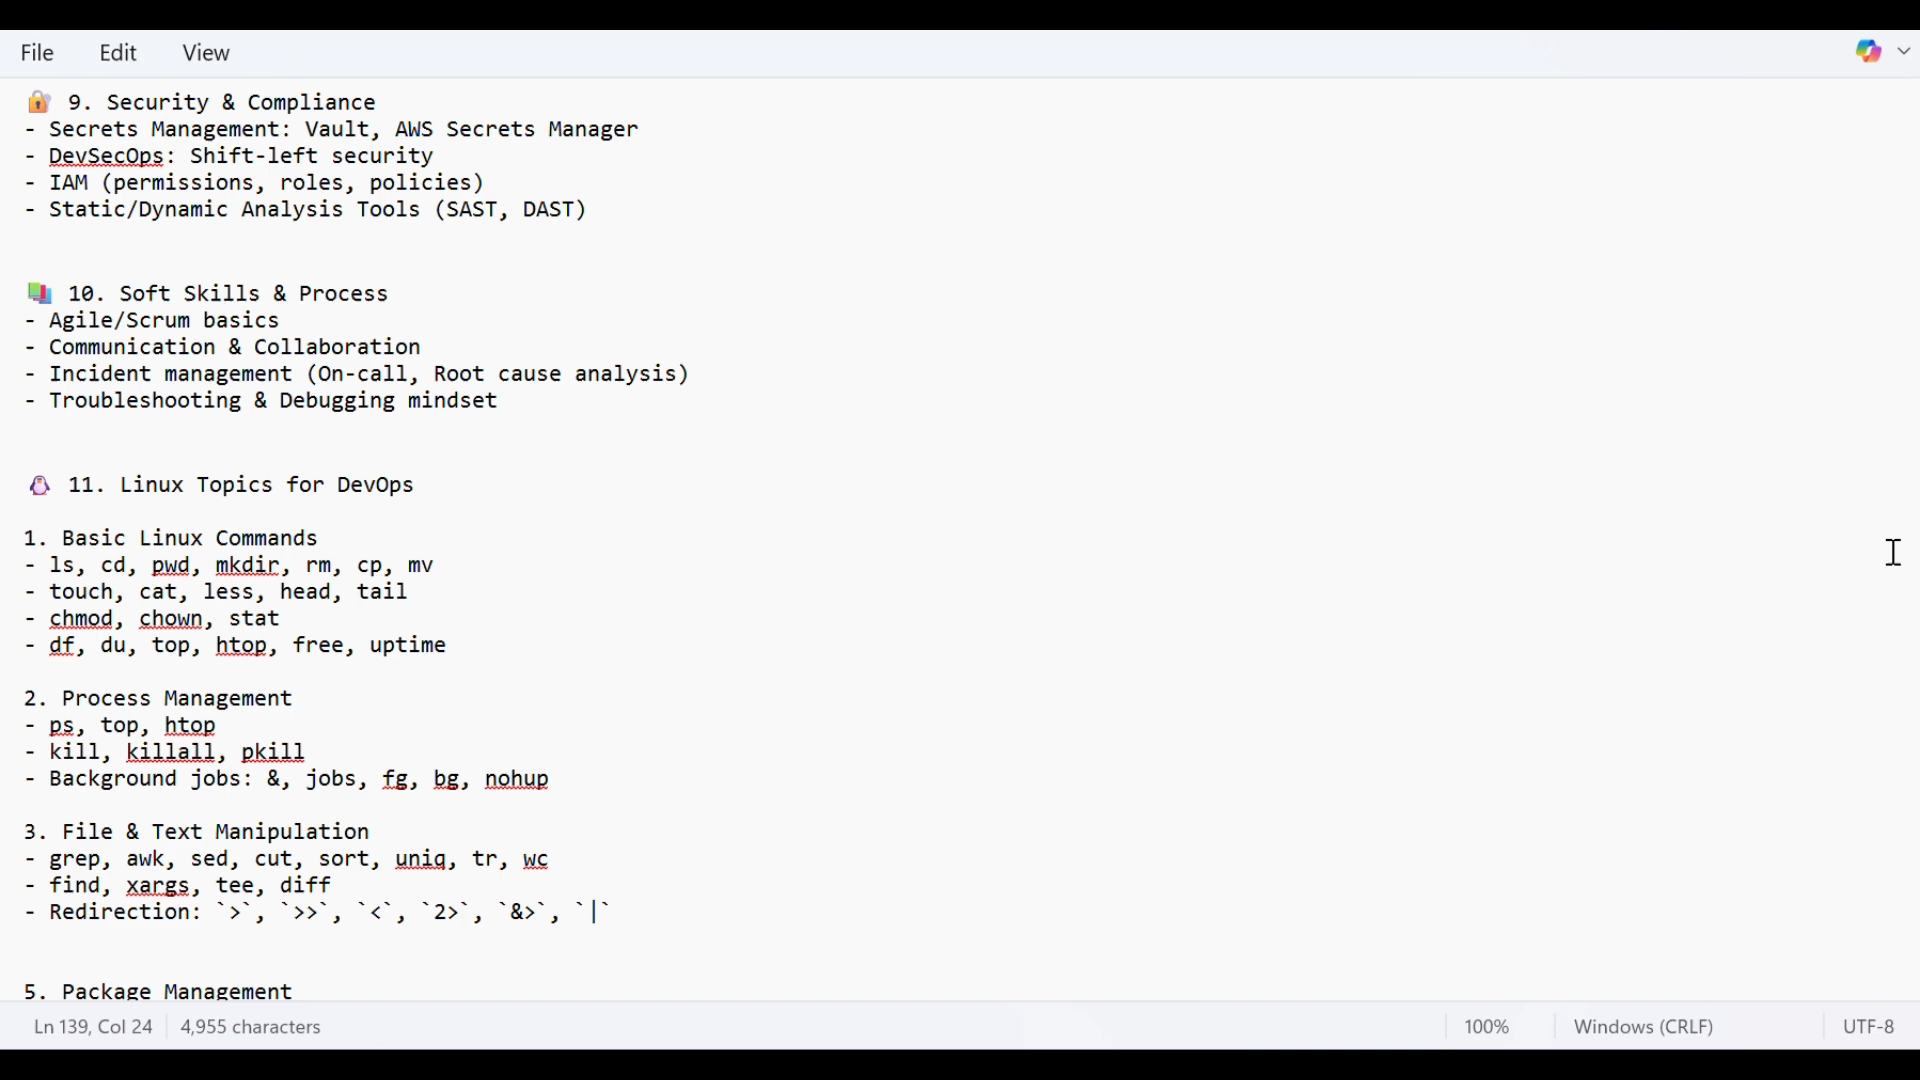 File Edit View
🔐 9. Security & Compliance
- Secrets Management: Vault, AWS Secrets Manager
- DevSecOps: Shift-left security
- IAM (permissions, roles, policies)
- Static/Dynamic Analysis Tools (SAST, DAST)
📚 10. Soft Skills & Process
- Agile/Scrum basics
- Communication & Collaboration
- Incident management (On-call, Root cause analysis)
- Troubleshooting & Debugging mindset
🐧 11. Linux Topics for DevOps
1. Basic Linux Commands
- ls, cd, pwd, mkdir, rm, cp, mv
- touch, cat, less, head, tail
- chmod, chown, stat
- df, du, top, htop, free, uptime
2. Process Management
- ps, top, htop
- kill, killall, pkill
- Background jobs: &, jobs, fg, bg, nohup
3. File & Text Manipulation
- grep, awk, sed, cut, sort, uniq, tr, wc
- find, xargs, tee, diff
- Redirection: `>`, `>>`, `<`, `2>`, `&>`, `|`
5. Package Management
Ln 139, Col 24 4,955 characters 100% Windows (CRLF) UTF-8